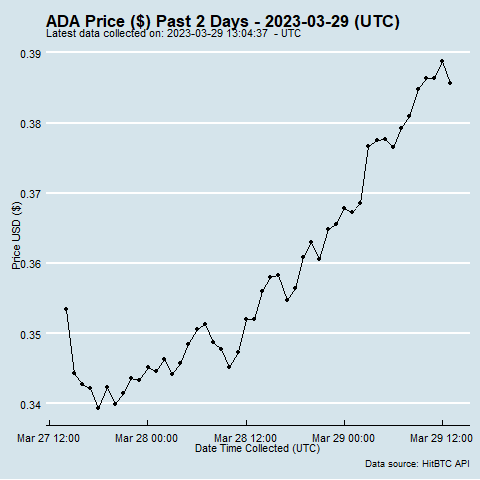 ADA Price ($) Past 2 Days - 2023-03-29 (UTC)
Latest data collected on: 2023-03-29 13:04:37 - UTC
0.39
0.38
0.37
0.36
0.35
0.34
Price USD ($)
Mar 27 12:00 Mar 28 00:00 Mar 28 12:00 Mar 29 00:00 Mar 29 12:00
Date Time Collected (UTC)
Data source: HitBTC API